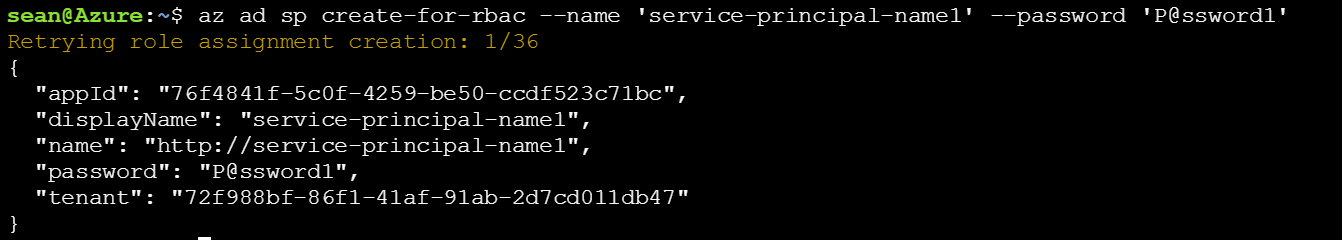 sean@Azure:~$ az ad sp create-for-rbac --name 'service-principal-name1' --password 'P@ssword1'
Retrying role assignment creation: 1/36
{
  "appId": "76f4841f-5c0f-4259-be50-ccdf523c71bc",
  "displayName": "service-principal-name1",
  "name": "http://service-principal-name1",
  "password": "P@ssword1",
  "tenant": "72f988bf-86f1-41af-91ab-2d7cd011db47"
}